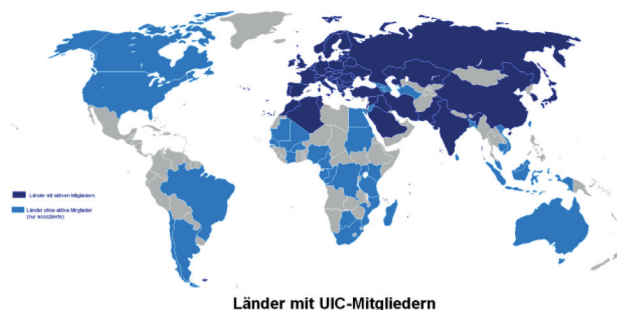 Länder mit aktiven Mitgliedern
Länder ohne aktive Mitglieder
(nur assoziierte)
Länder mit UIC-Mitgliedern